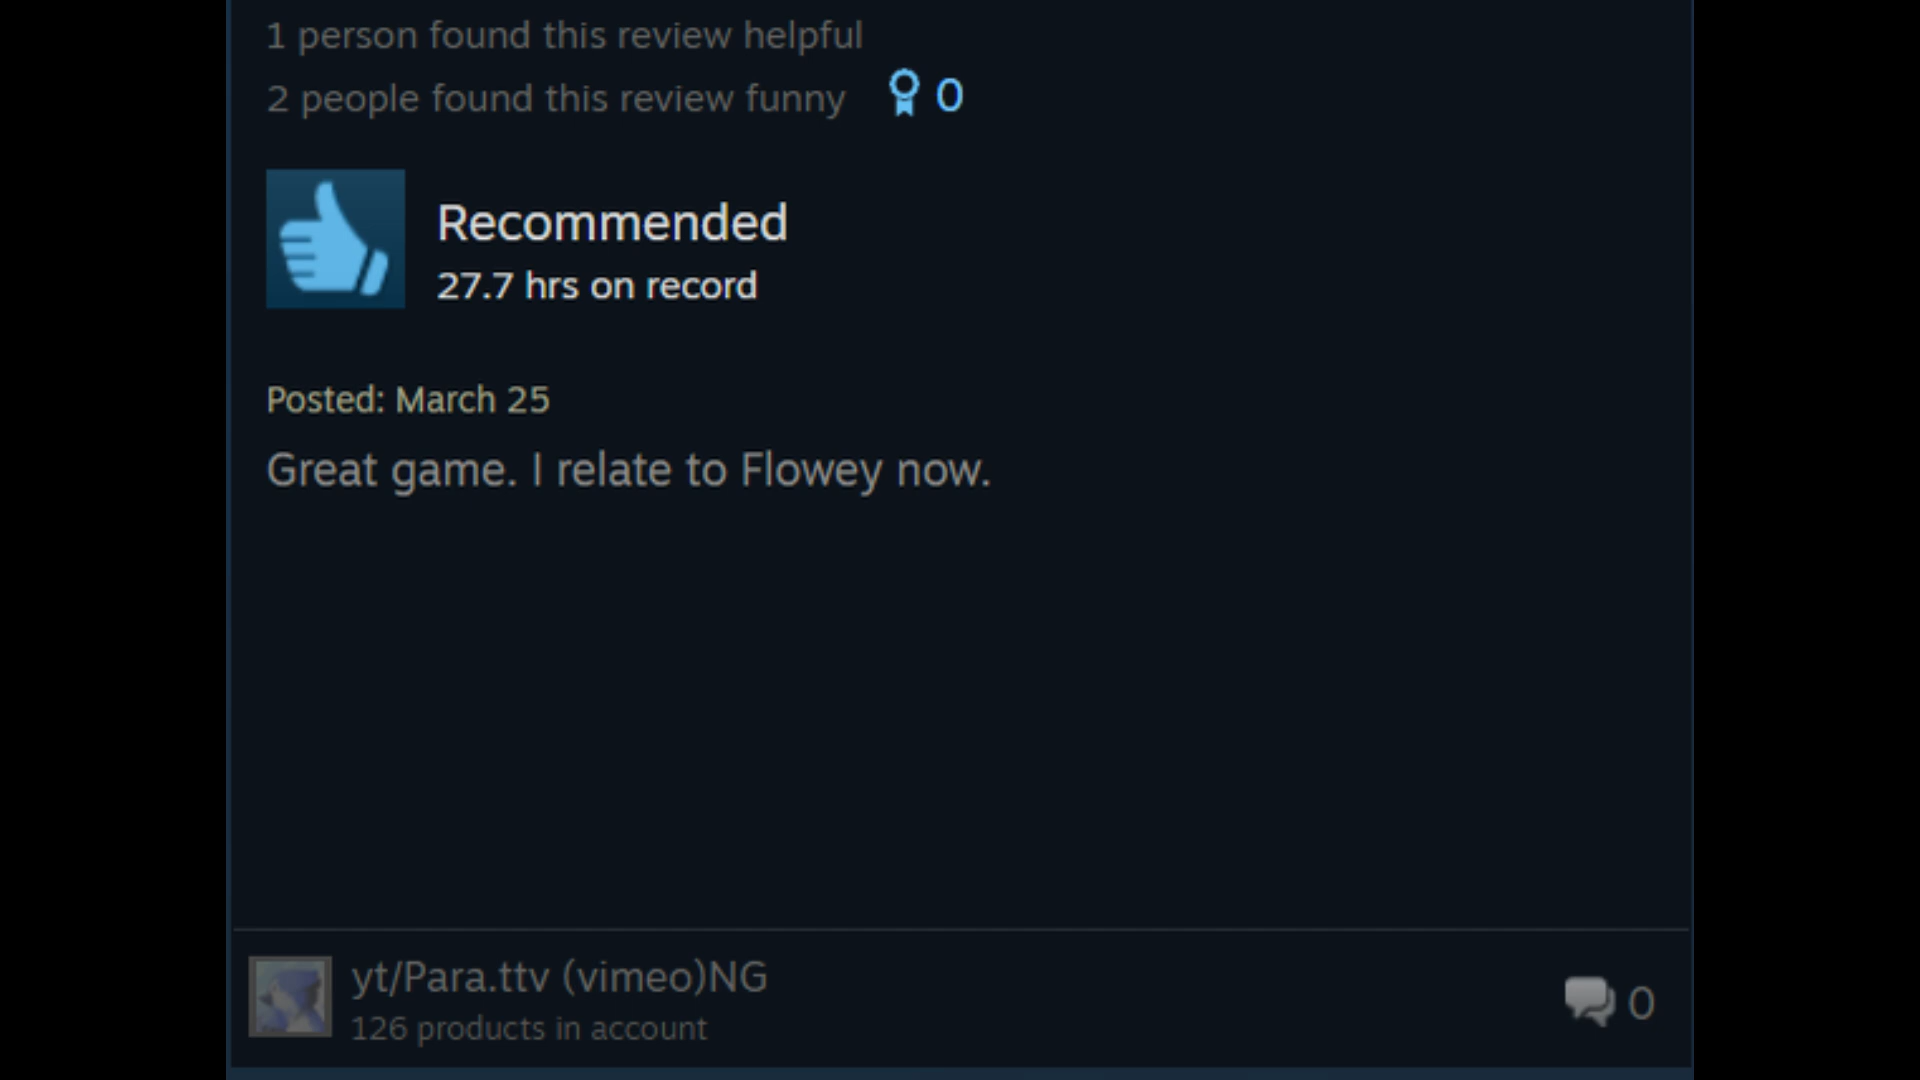 1 person found this review helpful
2 people found this review funny 0
Recommended
27.7 hrs on record
Posted: March 25
Great game. I relate to Flowey now.
yt/Para.ttv (vimeo)NG
126 products in account
0